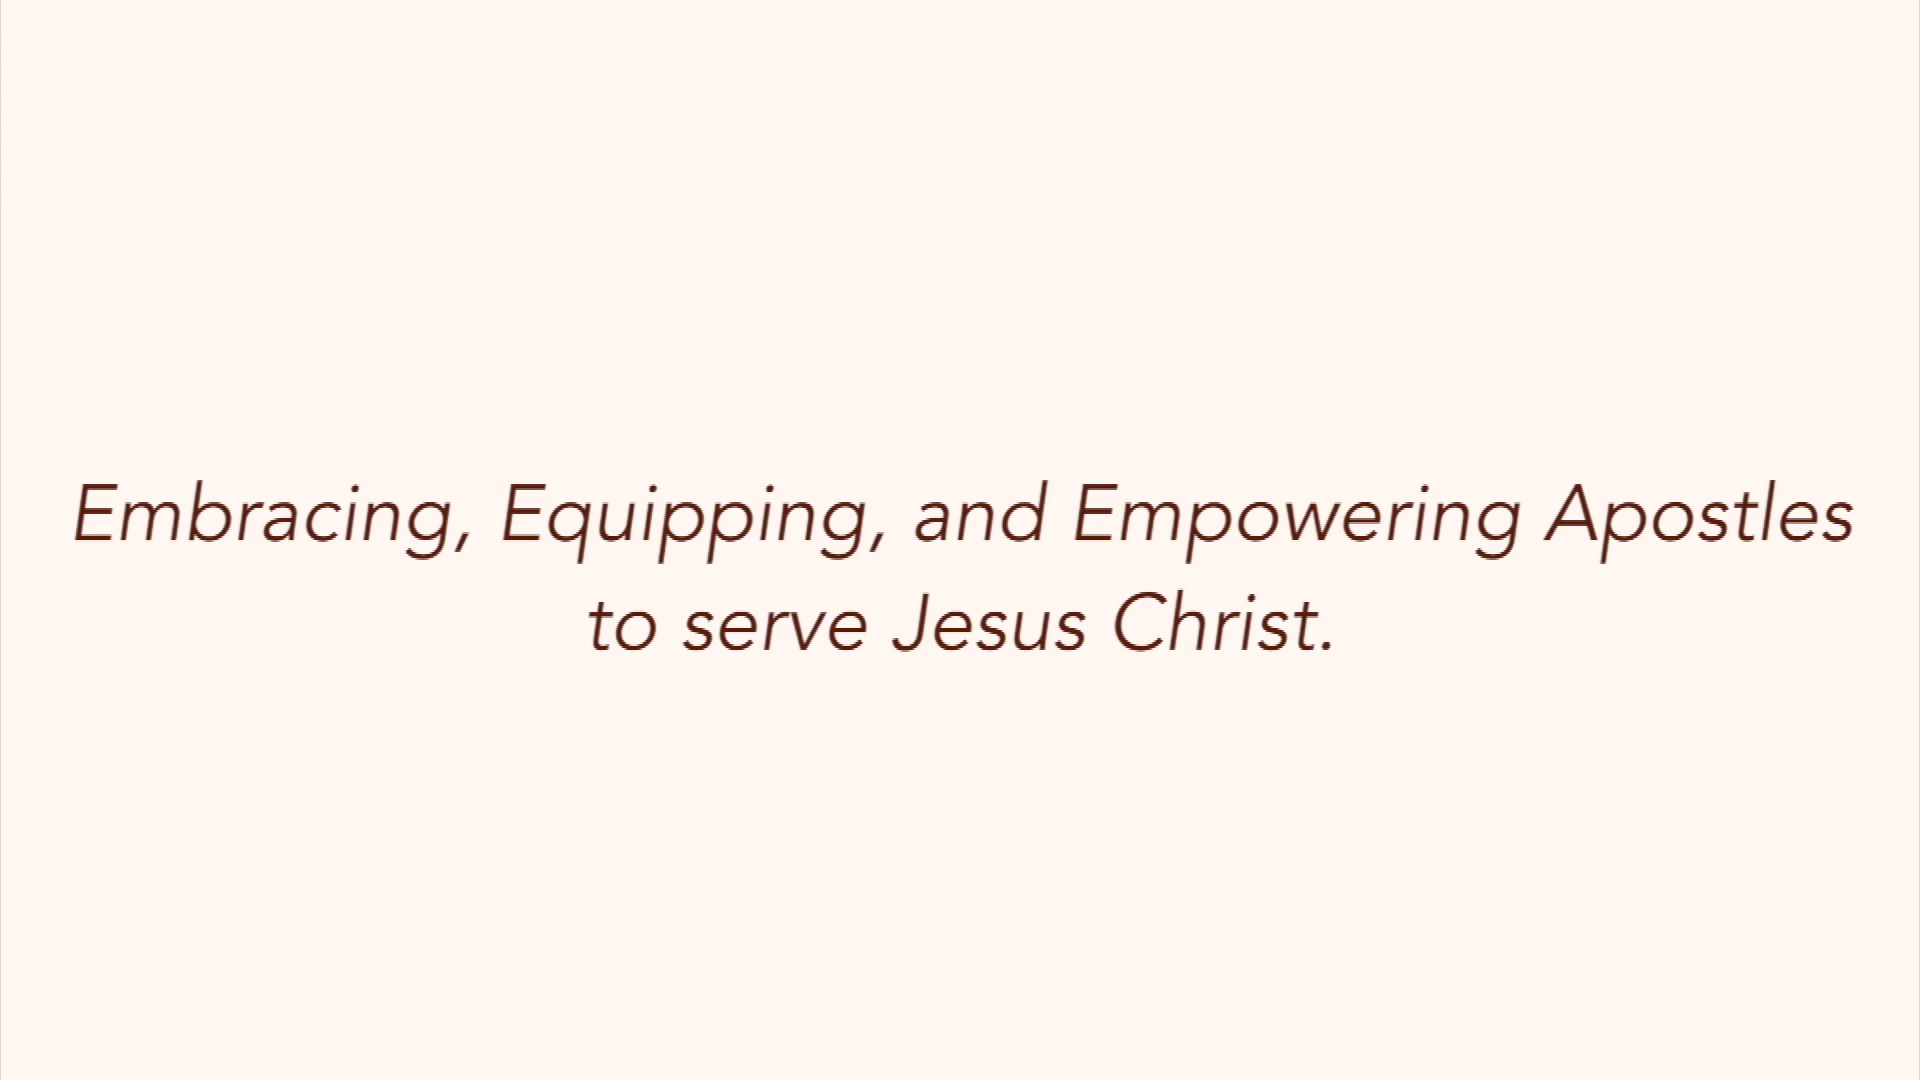 Embracing, Equipping, and Empowering Apostles
to serve Jesus Christ.